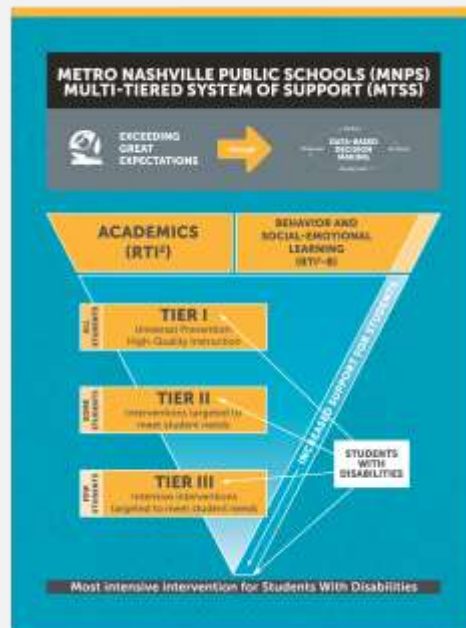 METRO NASHVILLE PUBLIC SCHOOLS (MNPS)
MULTI-TIERED SYSTEM OF SUPPORT (MTSS)
EXCEEDING
GREAT
EXPECTATIONS
DATA-BASED
DECISION
MAKING
ACADEMICS
(RTI²)
BEHAVIOR AND
SOCIAL-EMOTIONAL
LEARNING
(RTI²-B)
ALL
STUDENTS
TIER I
Universal Prevention
High-Quality Instruction
SOME
STUDENTS
TIER II
Interventions targeted to
meet student needs
FEW
STUDENTS
TIER III
Intensive interventions
targeted to meet student needs
INCREASED SUPPORT FOR STUDENTS
STUDENTS
WITH
DISABILITIES
Most intensive intervention for Students With Disabilities